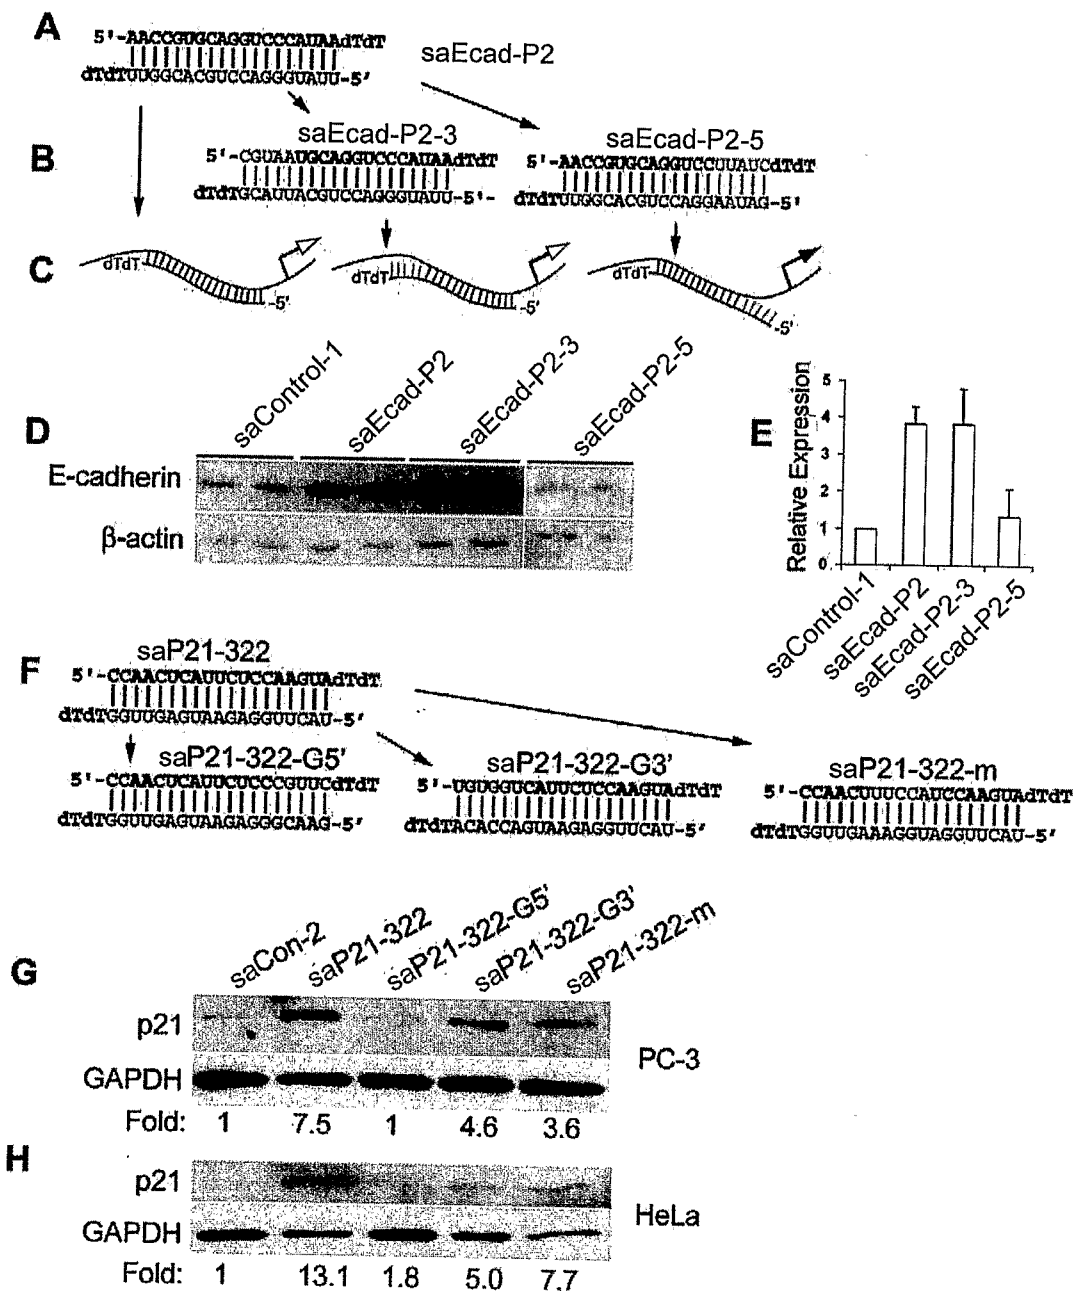 A
5'-AACCGUGCAGGUCCCAUAAdTdT
saEcad-P2
dTdTUUGGCACGUCCAGGGUAUU-5'
saEcad-P2-3 saEcad-P2-5
B
5'-CGUAAUGCAGGUCCCAUAAdTdT 5'-AACCGUGCAGGUCCUUAUCdTdT
dTdTGCAUUACGUCCAGGGUAUU-5'- dTdTUUGGCACGUCCAGGAAUAG-5'
C
dTdT -5' dTdT -5' dTdT -5'
D
saControl-1 saEcad-P2 saEcad-P2-3 saEcad-P2-5
E-cadherin
β-actin
E
Relative Expression
5
4
3
2
1
0
saControl-1 saEcad-P2 saEcad-P2-3 saEcad-P2-5
F
saP21-322
5'-CCAACUCAUUCUCCAAGUAdTdT
dTdTGGUUGAGUAAGAGGUUCAU-5'
saP21-322-G5' saP21-322-G3' saP21-322-m
5'-CCAACUCAUUCUCCCGUUCdTdT 5'-UGUGGUCAUUCUCCAAGUAdTdT 5'-CCAACUUUCCAUCCAAGUAdTdT
dTdTGGUUGAGUAAGAGGGCAAG-5' dTdTACACCAGUAAGAGGUUCAU-5' dTdTGGUUGAAAGGUAGGUUCAU-5'
G
saCon-2 saP21-322 saP21-322-G5' saP21-322-G3' saP21-322-m
p21
PC-3
GAPDH
Fold: 1 7.5 1 4.6 3.6
H
p21
HeLa
GAPDH
Fold: 1 13.1 1.8 5.0 7.7